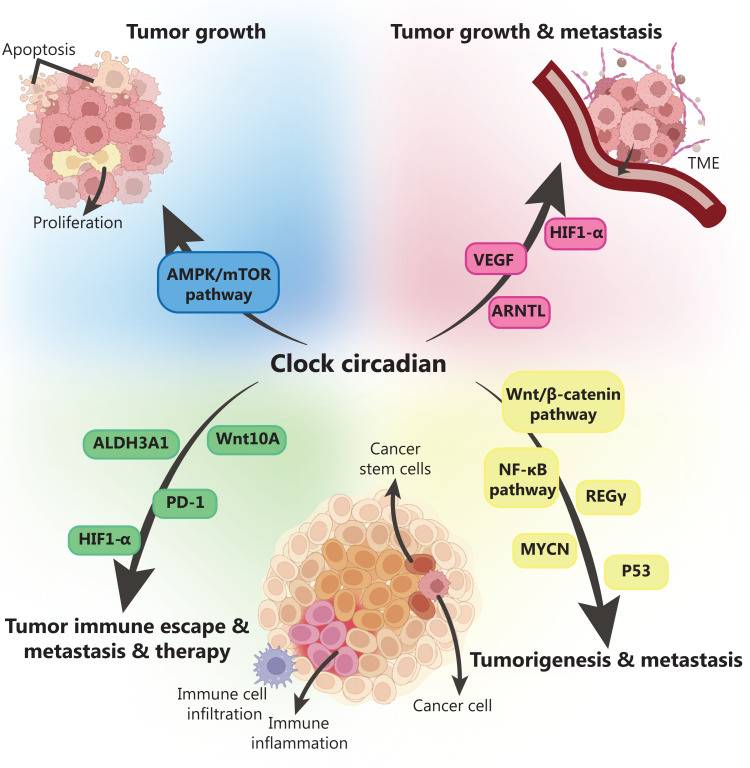 Tumor growth
Tumor growth & metastasis
Apoptosis
Proliferation
TME
AMPK/mTOR
pathway
HIF1-α
VEGF
ARNTL
Clock circadian
Wnt/β-catenin
pathway
NF-κB
pathway
REGγ
MYCN
P53
Tumorigenesis & metastasis
ALDH3A1
Wnt10A
PD-1
HIF1-α
Tumor immune escape &
metastasis & therapy
Cancer
stem cells
Cancer cell
Immune cell
infiltration
Immune
inflammation